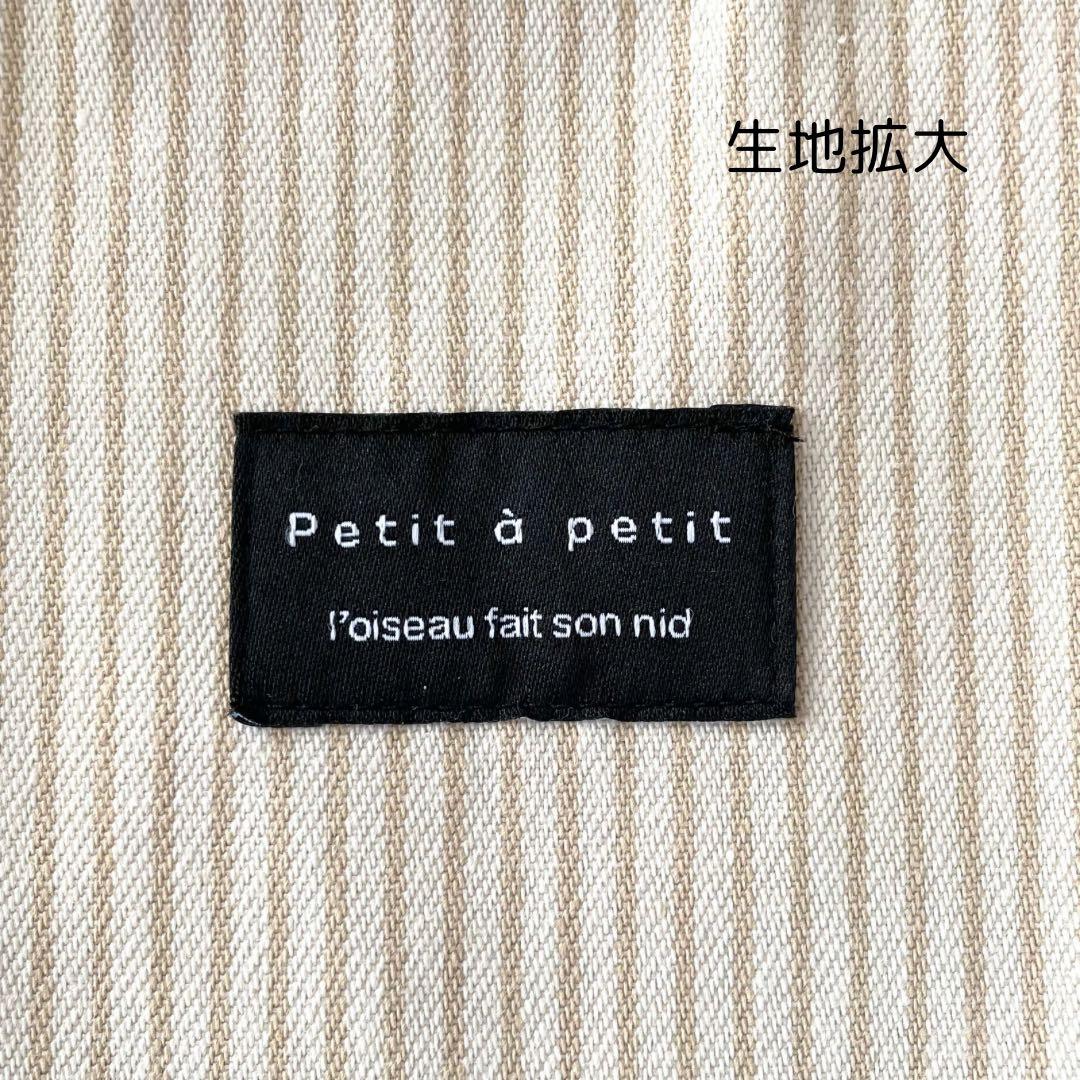 生地拡大
Petit à petit
l'oiseau fait son nid